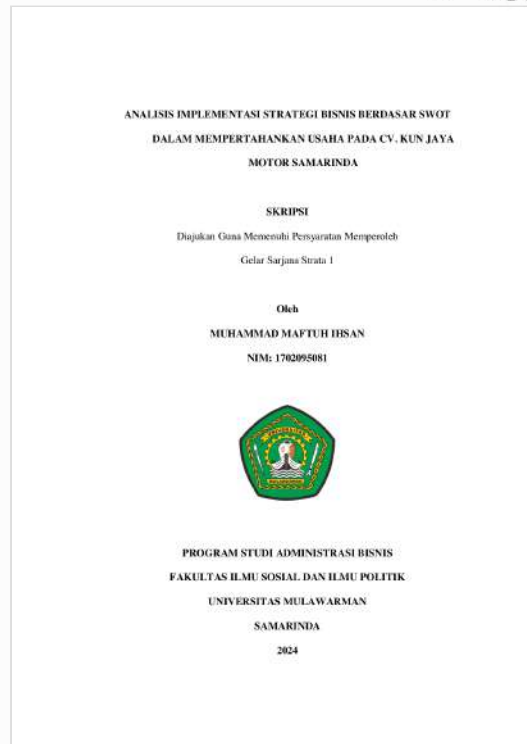 ANALISIS IMPLEMENTASI STRATEGI BISNIS BERDASAR SWOT
DALAM MEMPERTAHANKAN USAHA PADA CV. KUN JAYA
MOTOR SAMARINDA
SKRIPSI
Diajukan Guna Memenuhi Persyaratan Memperoleh
Gelar Sarjana Strata 1
Oleh
MUHAMMAD MAFTUH IHSAN
NIM: 1702095081
UNIVERSITAS
MULAWARMAN
PROGRAM STUDI ADMINISTRASI BISNIS
FAKULTAS ILMU SOSIAL DAN ILMU POLITIK
UNIVERSITAS MULAWARMAN
SAMARINDA
2024